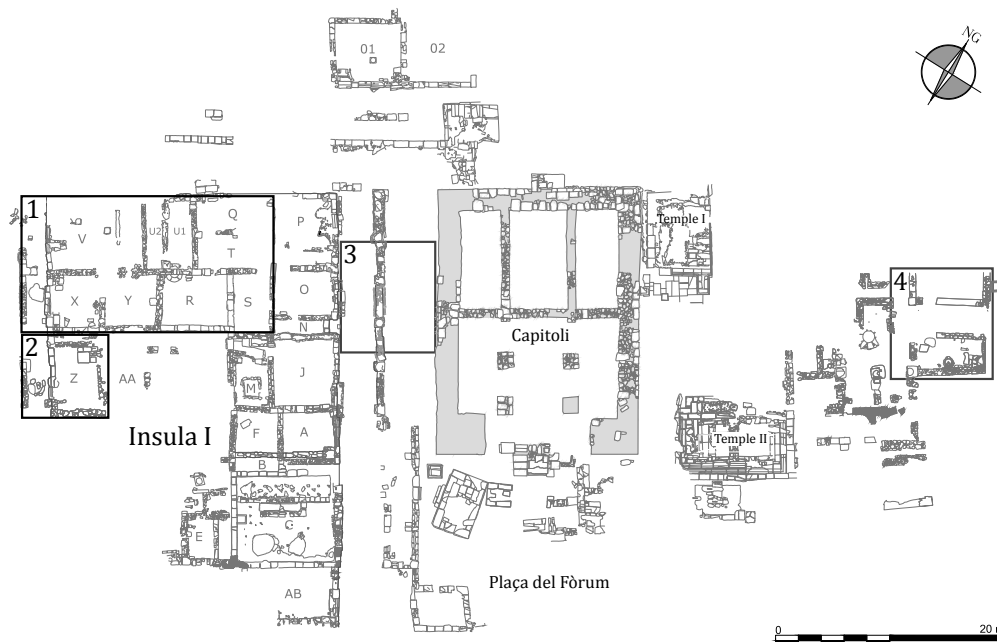 01
02
NG
1
V
U2
U1
Q
P
T
3
Temple I
X
Y
R
S
O
4
N
Capitoli
2
Z
AA
J
M
Insula I
F
A
Temple II
B
C
E
Plaça del Fòrum
AB
0
20 m